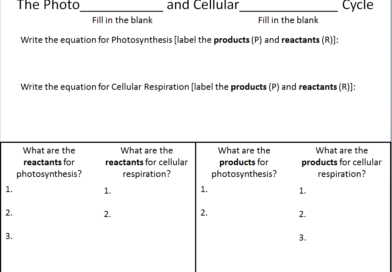 The Photo____________ and Cellular______________ Cycle
Fill in the blank Fill in the blank
Write the equation for Photosynthesis [label the products (P) and reactants (R)]:
Write the equation for Cellular Respiration [label the products (P) and reactants (R)]:
What are the reactants for photosynthesis?
1.
2.
3.
What are the reactants for cellular respiration?
1.
2.
What are the products for photosynthesis?
1.
2.
What are the products for cellular respiration?
1.
2.
3.